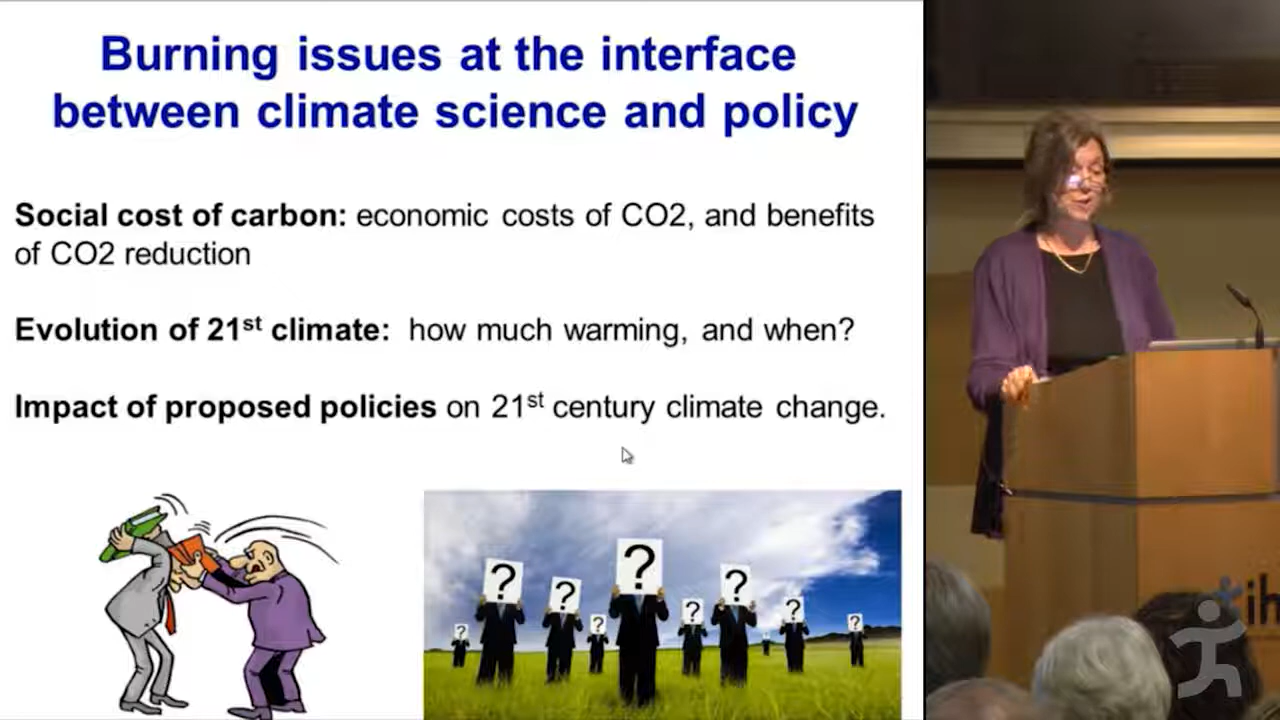 Burning issues at the interface
between climate science and policy
Social cost of carbon: economic costs of CO2, and benefits
of CO2 reduction
Evolution of 21st climate: how much warming, and when?
Impact of proposed policies on 21st century climate change.
?
?
?
?
?
?
?
?
?
ih